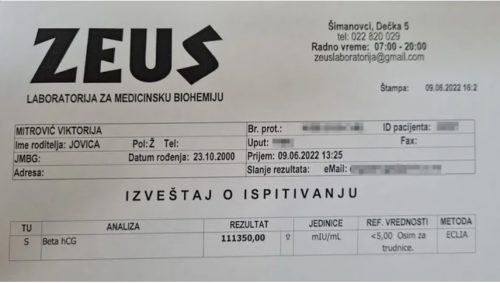 ZEUS
LABORATORIJA ZA MEDICINSKU BIOHEMIJU
Šimanovci, Dečka 5
tel: 022 820 029
Radno vreme: 07:00 - 20:00
zeuslaboratorija@gmail.com
Štampa: 09.06.2022 16:2
MITROVIĆ VIKTORIJA
Ime roditelja: JOVICA Pol:Ž Tel:
JMBG: Datum rođenja: 23.10.2000
Adresa:
Br. prot.: ID pacijenta:
Uput: Fax:
Prijem: 09.06.2022 13:25
Slanje rezultata: eMail:
IZVEŠTAJ O ISPITIVANJU
TU ANALIZA REZULTAT JEDINICE REF. VREDNOSTI METODA
S Beta hCG 111350,00 mIU/mL <5,00 Osim za ECLIA
trudnice.